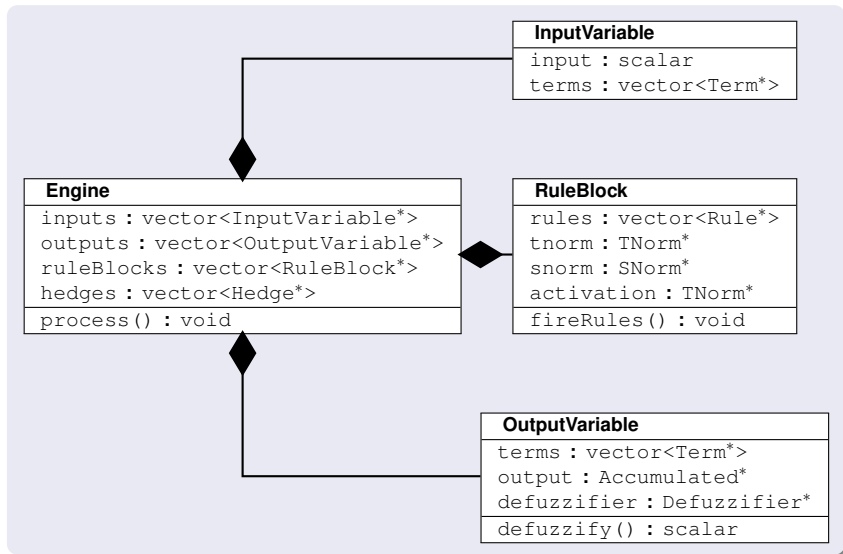 InputVariable
input : scalar
terms : vector<Term*>
Engine
inputs : vector<InputVariable*>
outputs : vector<OutputVariable*>
ruleBlocks : vector<RuleBlock*>
hedges : vector<Hedge*>
process() : void
RuleBlock
rules : vector<Rule*>
tnorm : TNorm*
snorm : SNorm*
activation : TNorm*
fireRules() : void
OutputVariable
terms : vector<Term*>
output : Accumulated*
defuzzifier : Defuzzifier*
defuzzify() : scalar